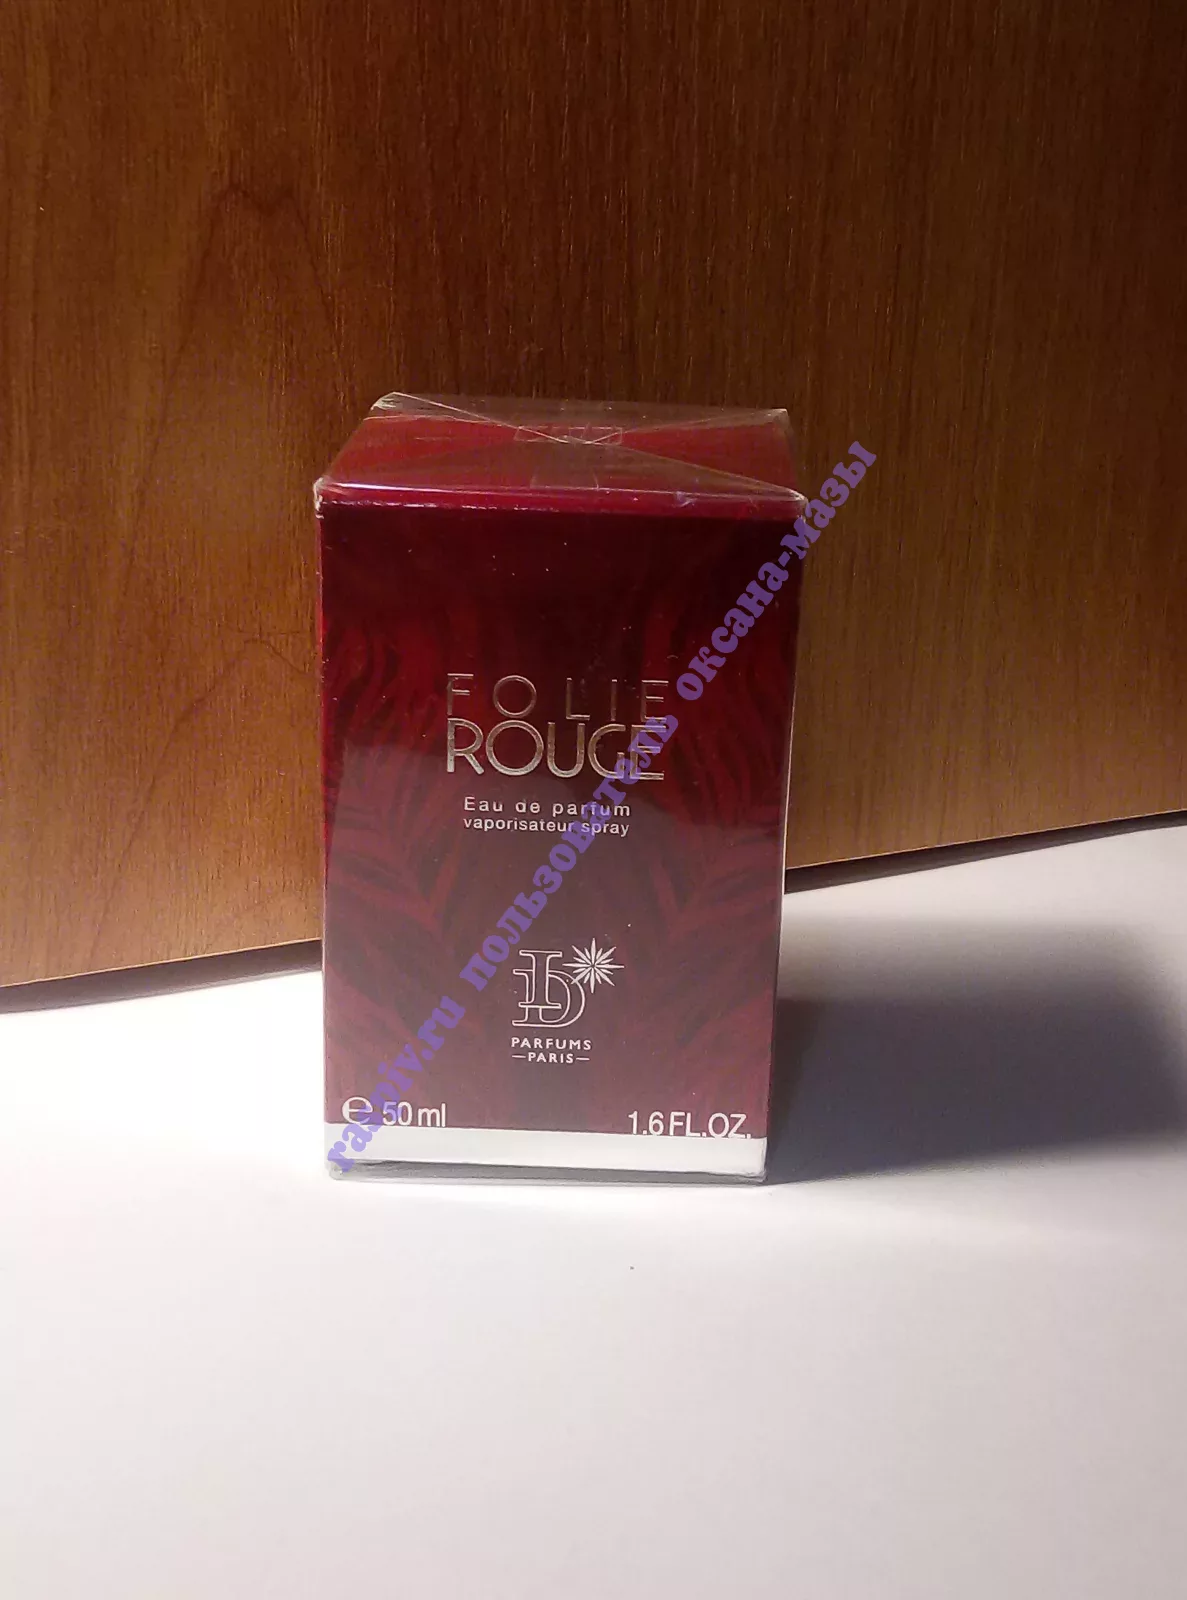 FOLIE
ROUGE
Eau de parfum
vaporisateur spray
ID
PARFUMS
—PARIS—
℮ 50 ml
1.6 FL.OZ.
raspiv.ru пользователь оксана-мазы